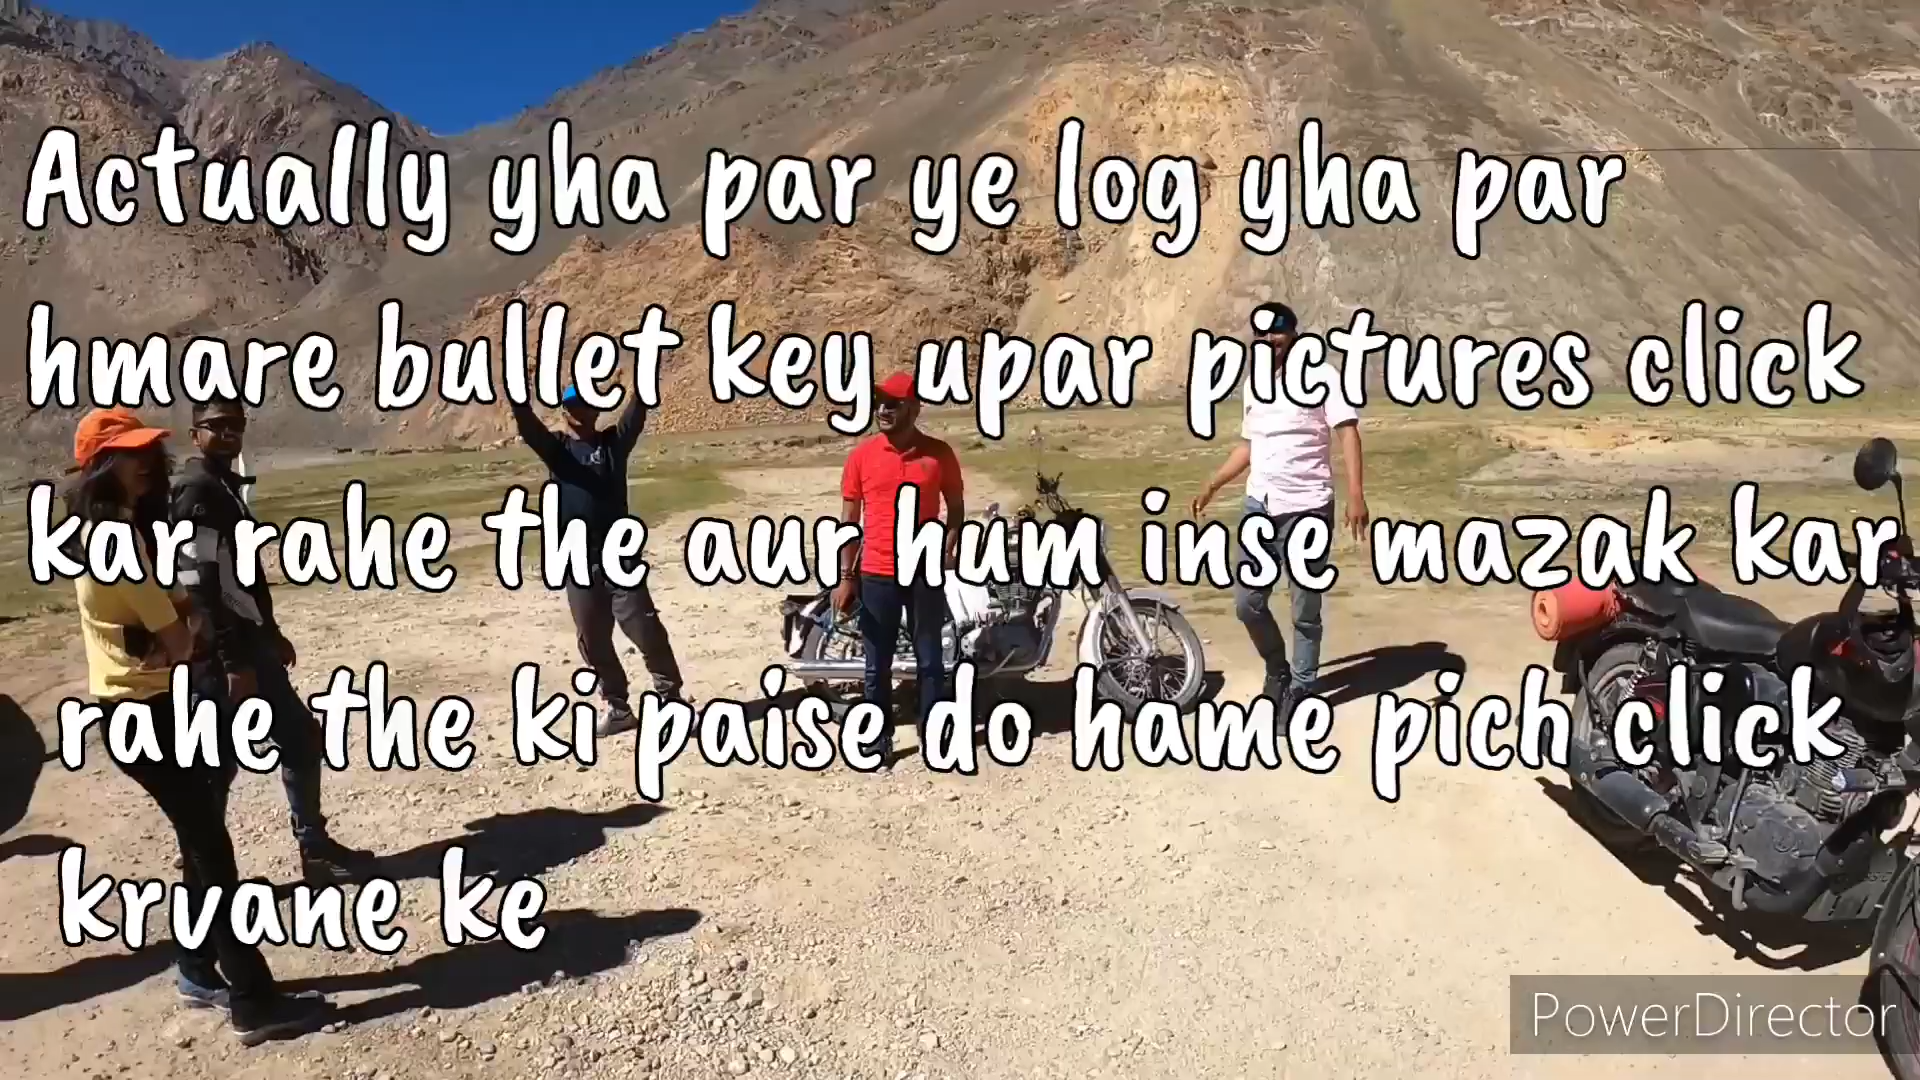 Actually yha par ye log yha par
hmare bullet key upar pictures click
kar rahe the aur hum inse mazak kar
rahe the ki paise do hame pich click
krvane ke
PowerDirector